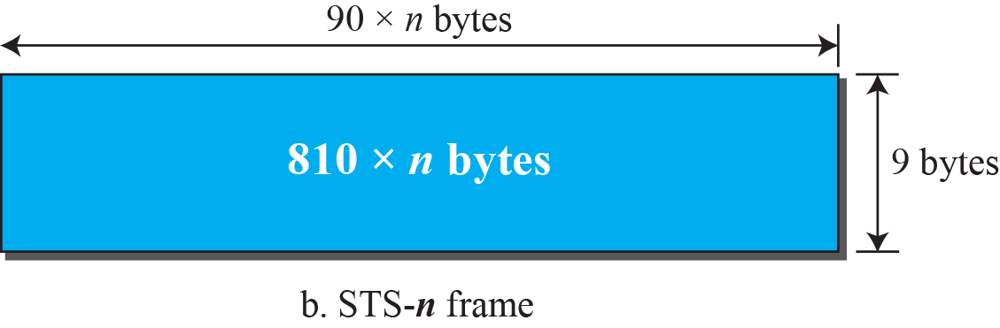 90 × n bytes
810 × n bytes
9 bytes
b. STS-n frame